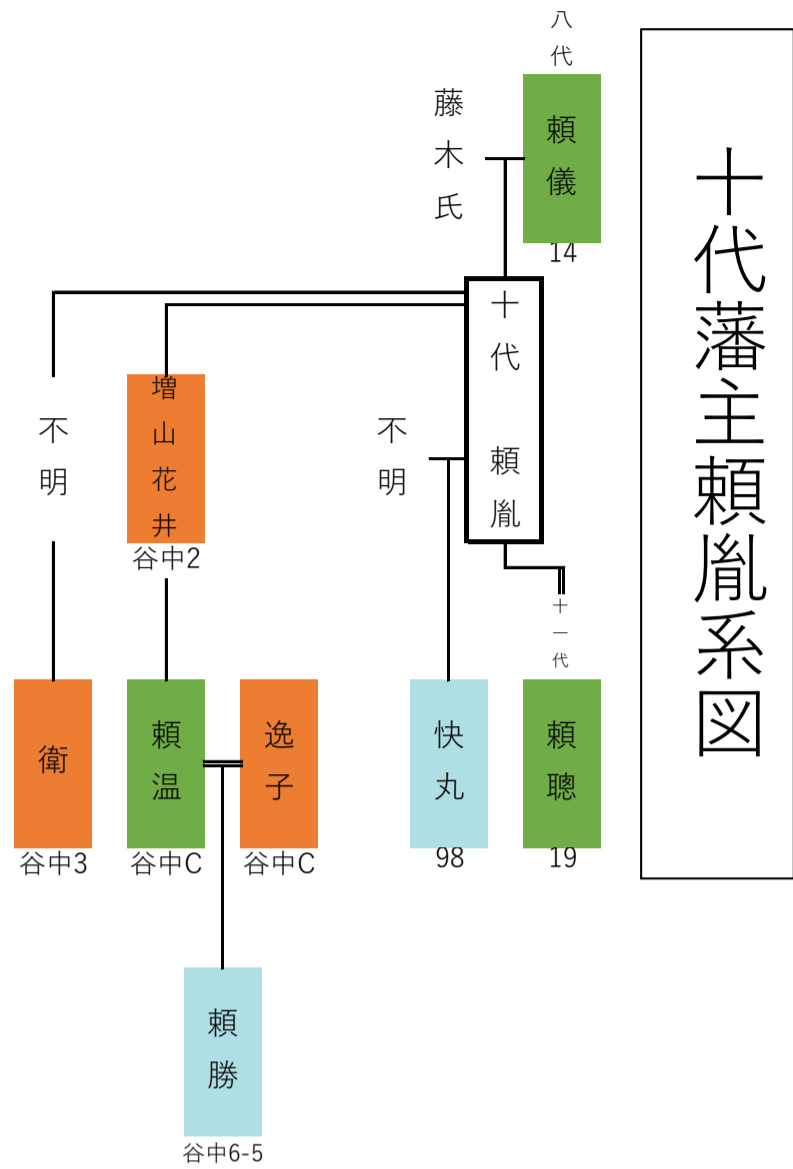 十代藩主頼胤系図
八代
頼儀
14
藤木氏
十代 頼胤
不明
増山花井
谷中2
不明
十一代
頼聰
19
快丸
98
逸子
谷中C
頼温
谷中C
衛
谷中3
頼勝
谷中6-5